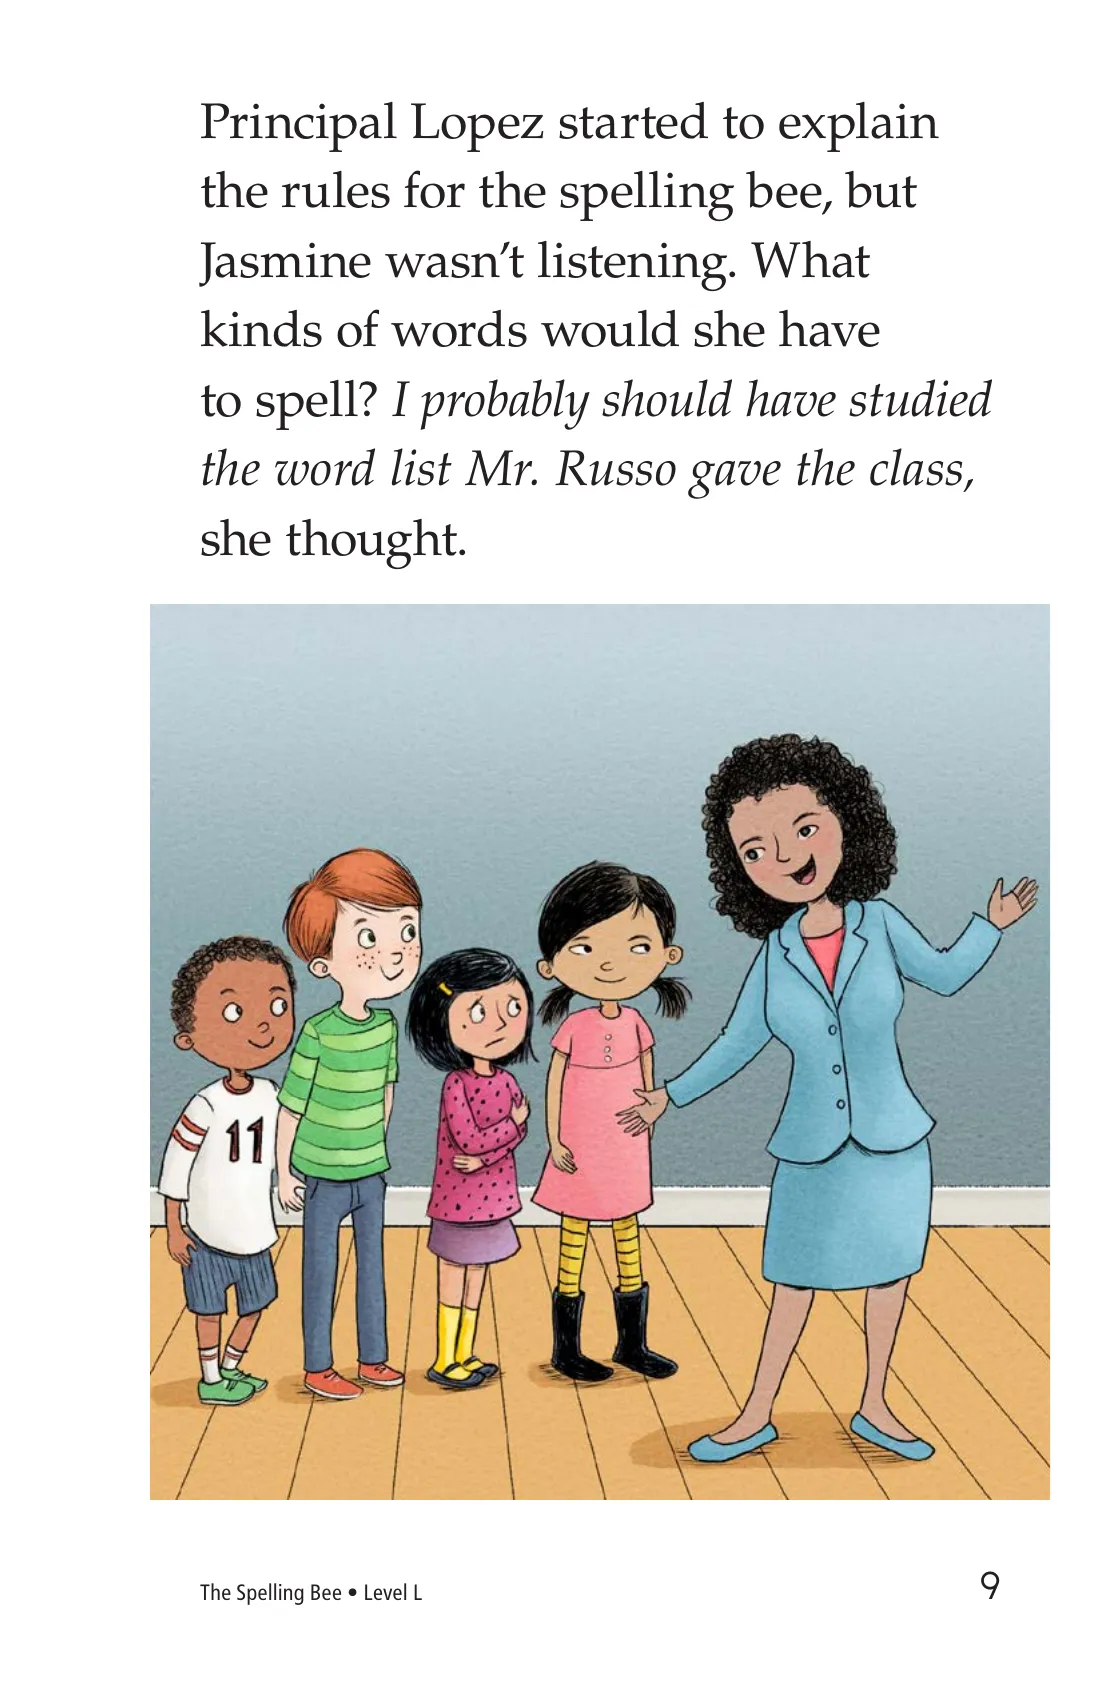 Principal Lopez started to explain
the rules for the spelling bee, but
Jasmine wasn’t listening. What
kinds of words would she have
to spell? I probably should have studied
the word list Mr. Russo gave the class,
she thought.
11
The Spelling Bee • Level L
9